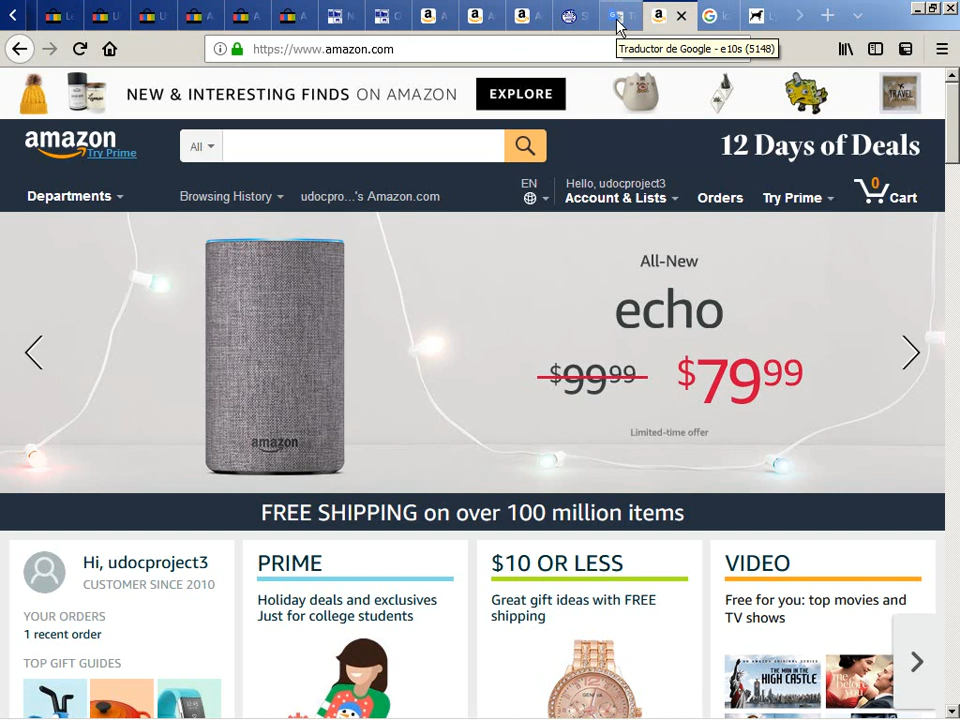 Traductor de Google - e10s (5148)
https://www.amazon.com
NEW & INTERESTING FINDS ON AMAZON EXPLORE
TRAVEL
amazon
Try Prime
All
12 Days of Deals
Departments
Browsing History
udocpro...'s Amazon.com
EN
Hello, udocproject3
Account & Lists
Orders
Try Prime
0
Cart
All-New
echo
$99.99 $79.99
Limited-time offer
amazon
FREE SHIPPING on over 100 million items
Hi, udocproject3
CUSTOMER SINCE 2010
YOUR ORDERS
1 recent order
TOP GIFT GUIDES
PRIME
Holiday deals and exclusives
Just for college students
$10 OR LESS
Great gift ideas with FREE
shipping
GENEVA
VIDEO
Free for you: top movies and
TV shows
THE MAN IN THE
HIGH CASTLE
me before you